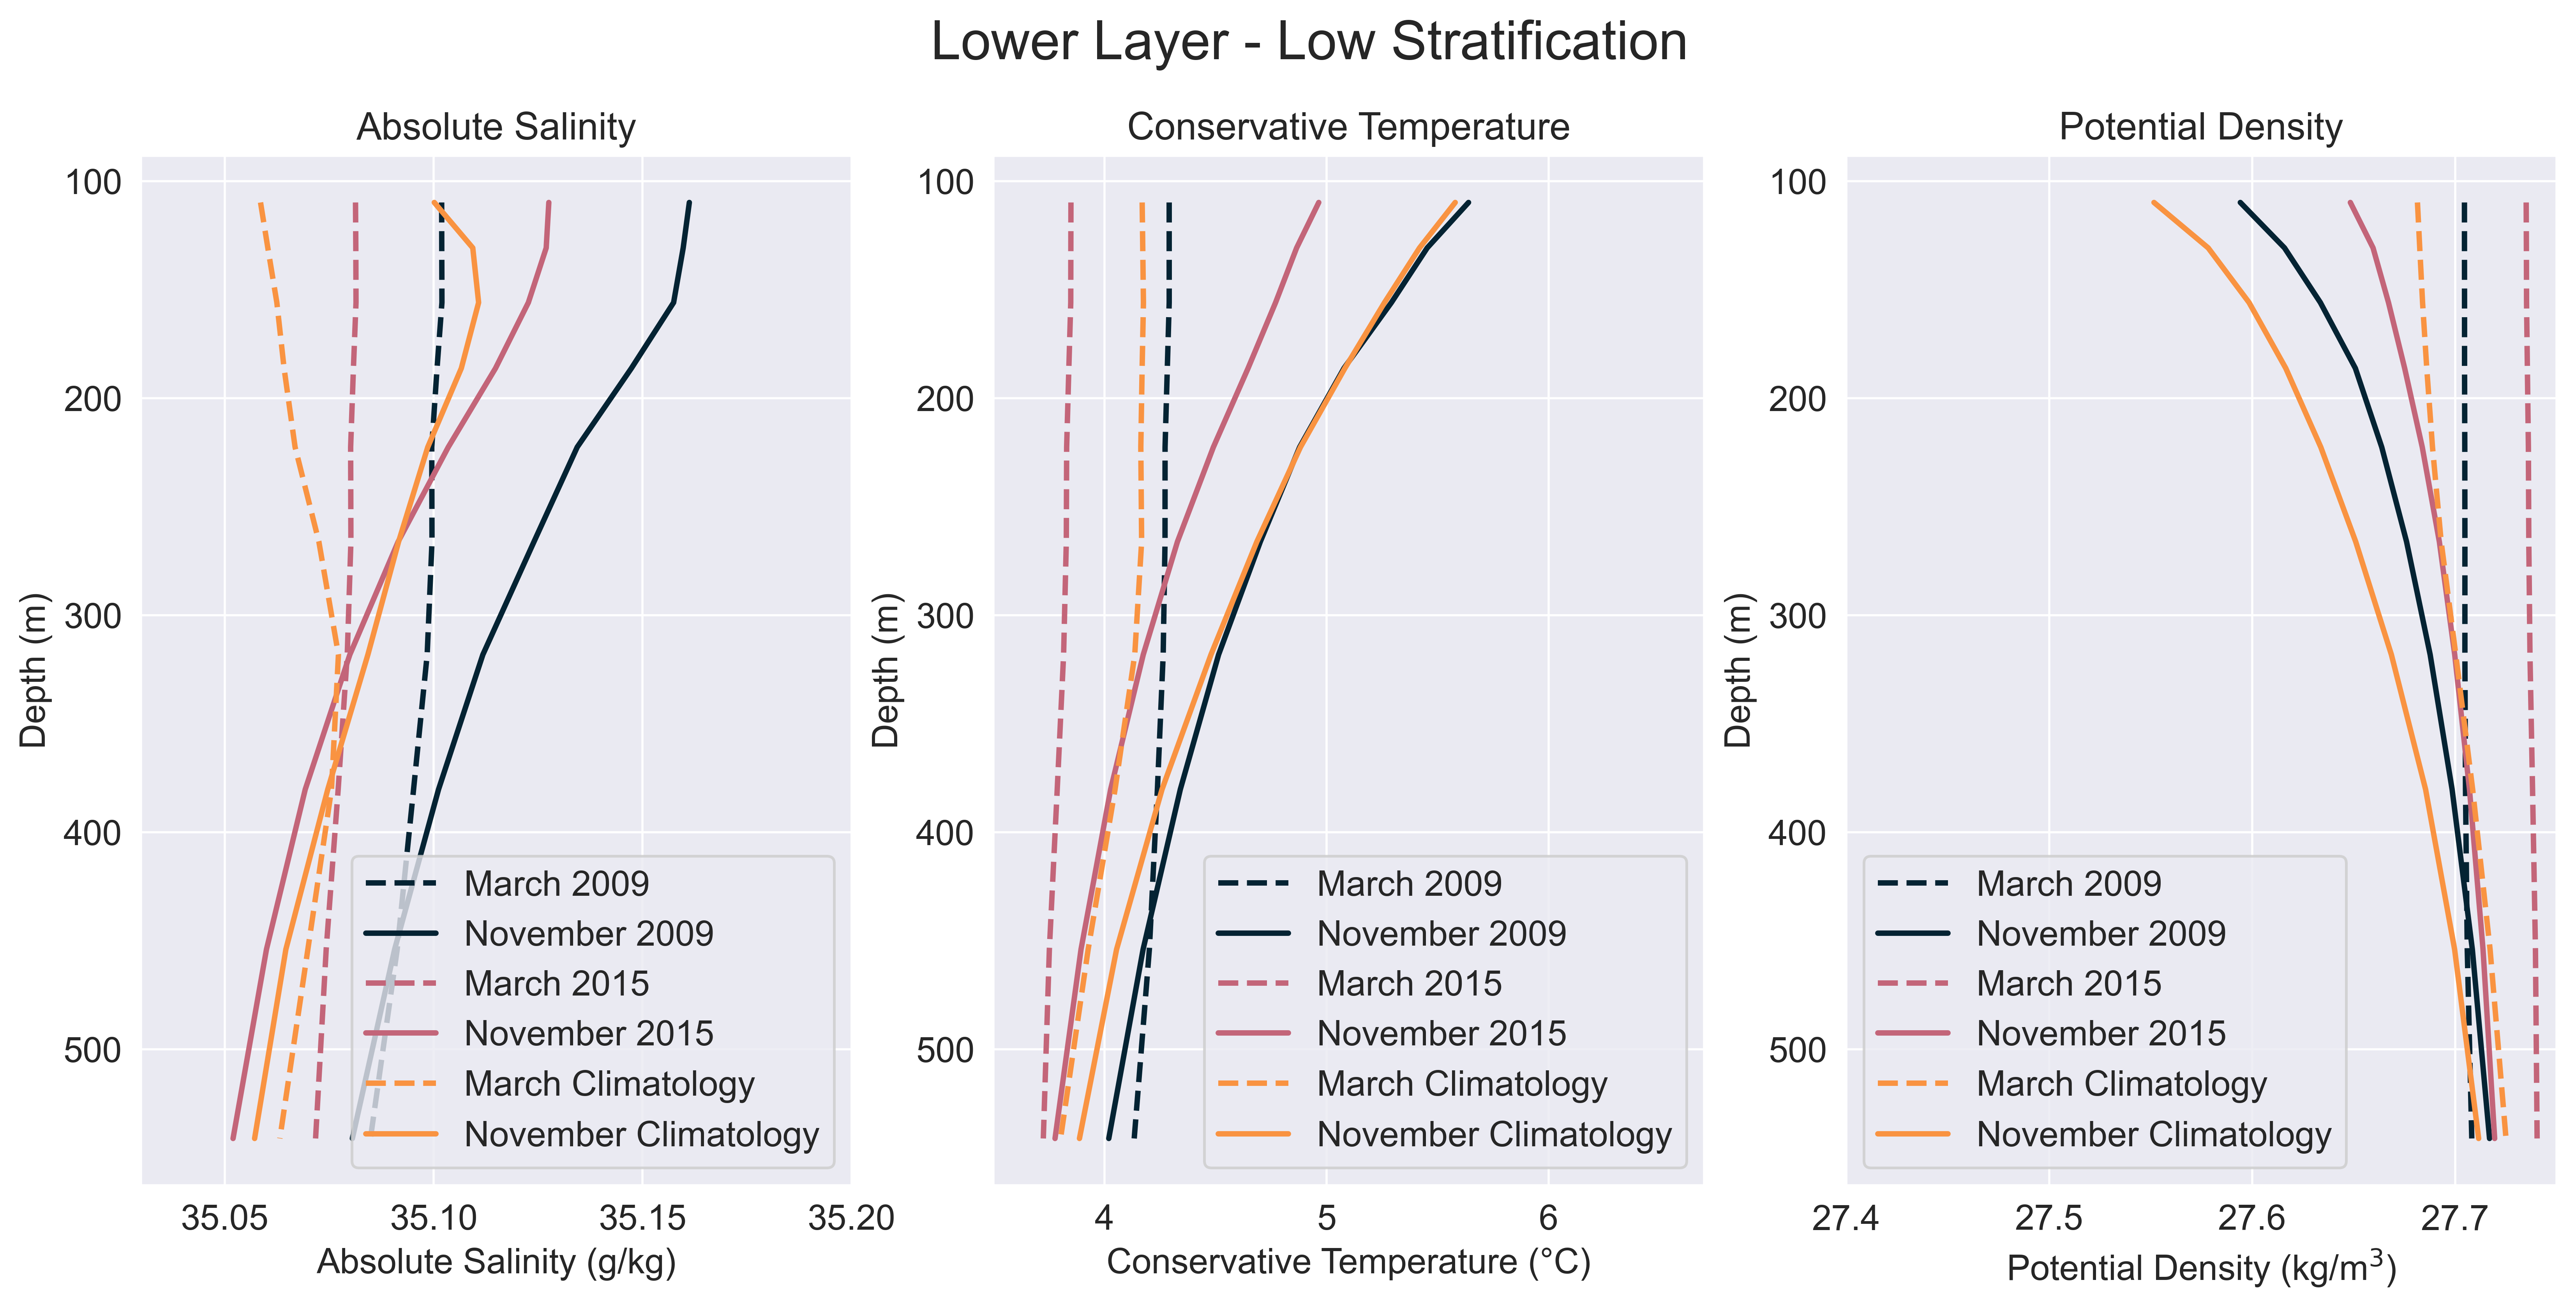 Lower Layer - Low Stratification
Absolute Salinity
100
200
300
400
500
Depth (m)
35.05 35.10 35.15 35.20
Absolute Salinity (g/kg)
March 2009
November 2009
March 2015
November 2015
March Climatology
November Climatology
Conservative Temperature
100
200
300
400
500
Depth (m)
4 5 6
Conservative Temperature (°C)
March 2009
November 2009
March 2015
November 2015
March Climatology
November Climatology
Potential Density
100
200
300
400
500
Depth (m)
27.4 27.5 27.6 27.7
Potential Density (kg/m³)
March 2009
November 2009
March 2015
November 2015
March Climatology
November Climatology